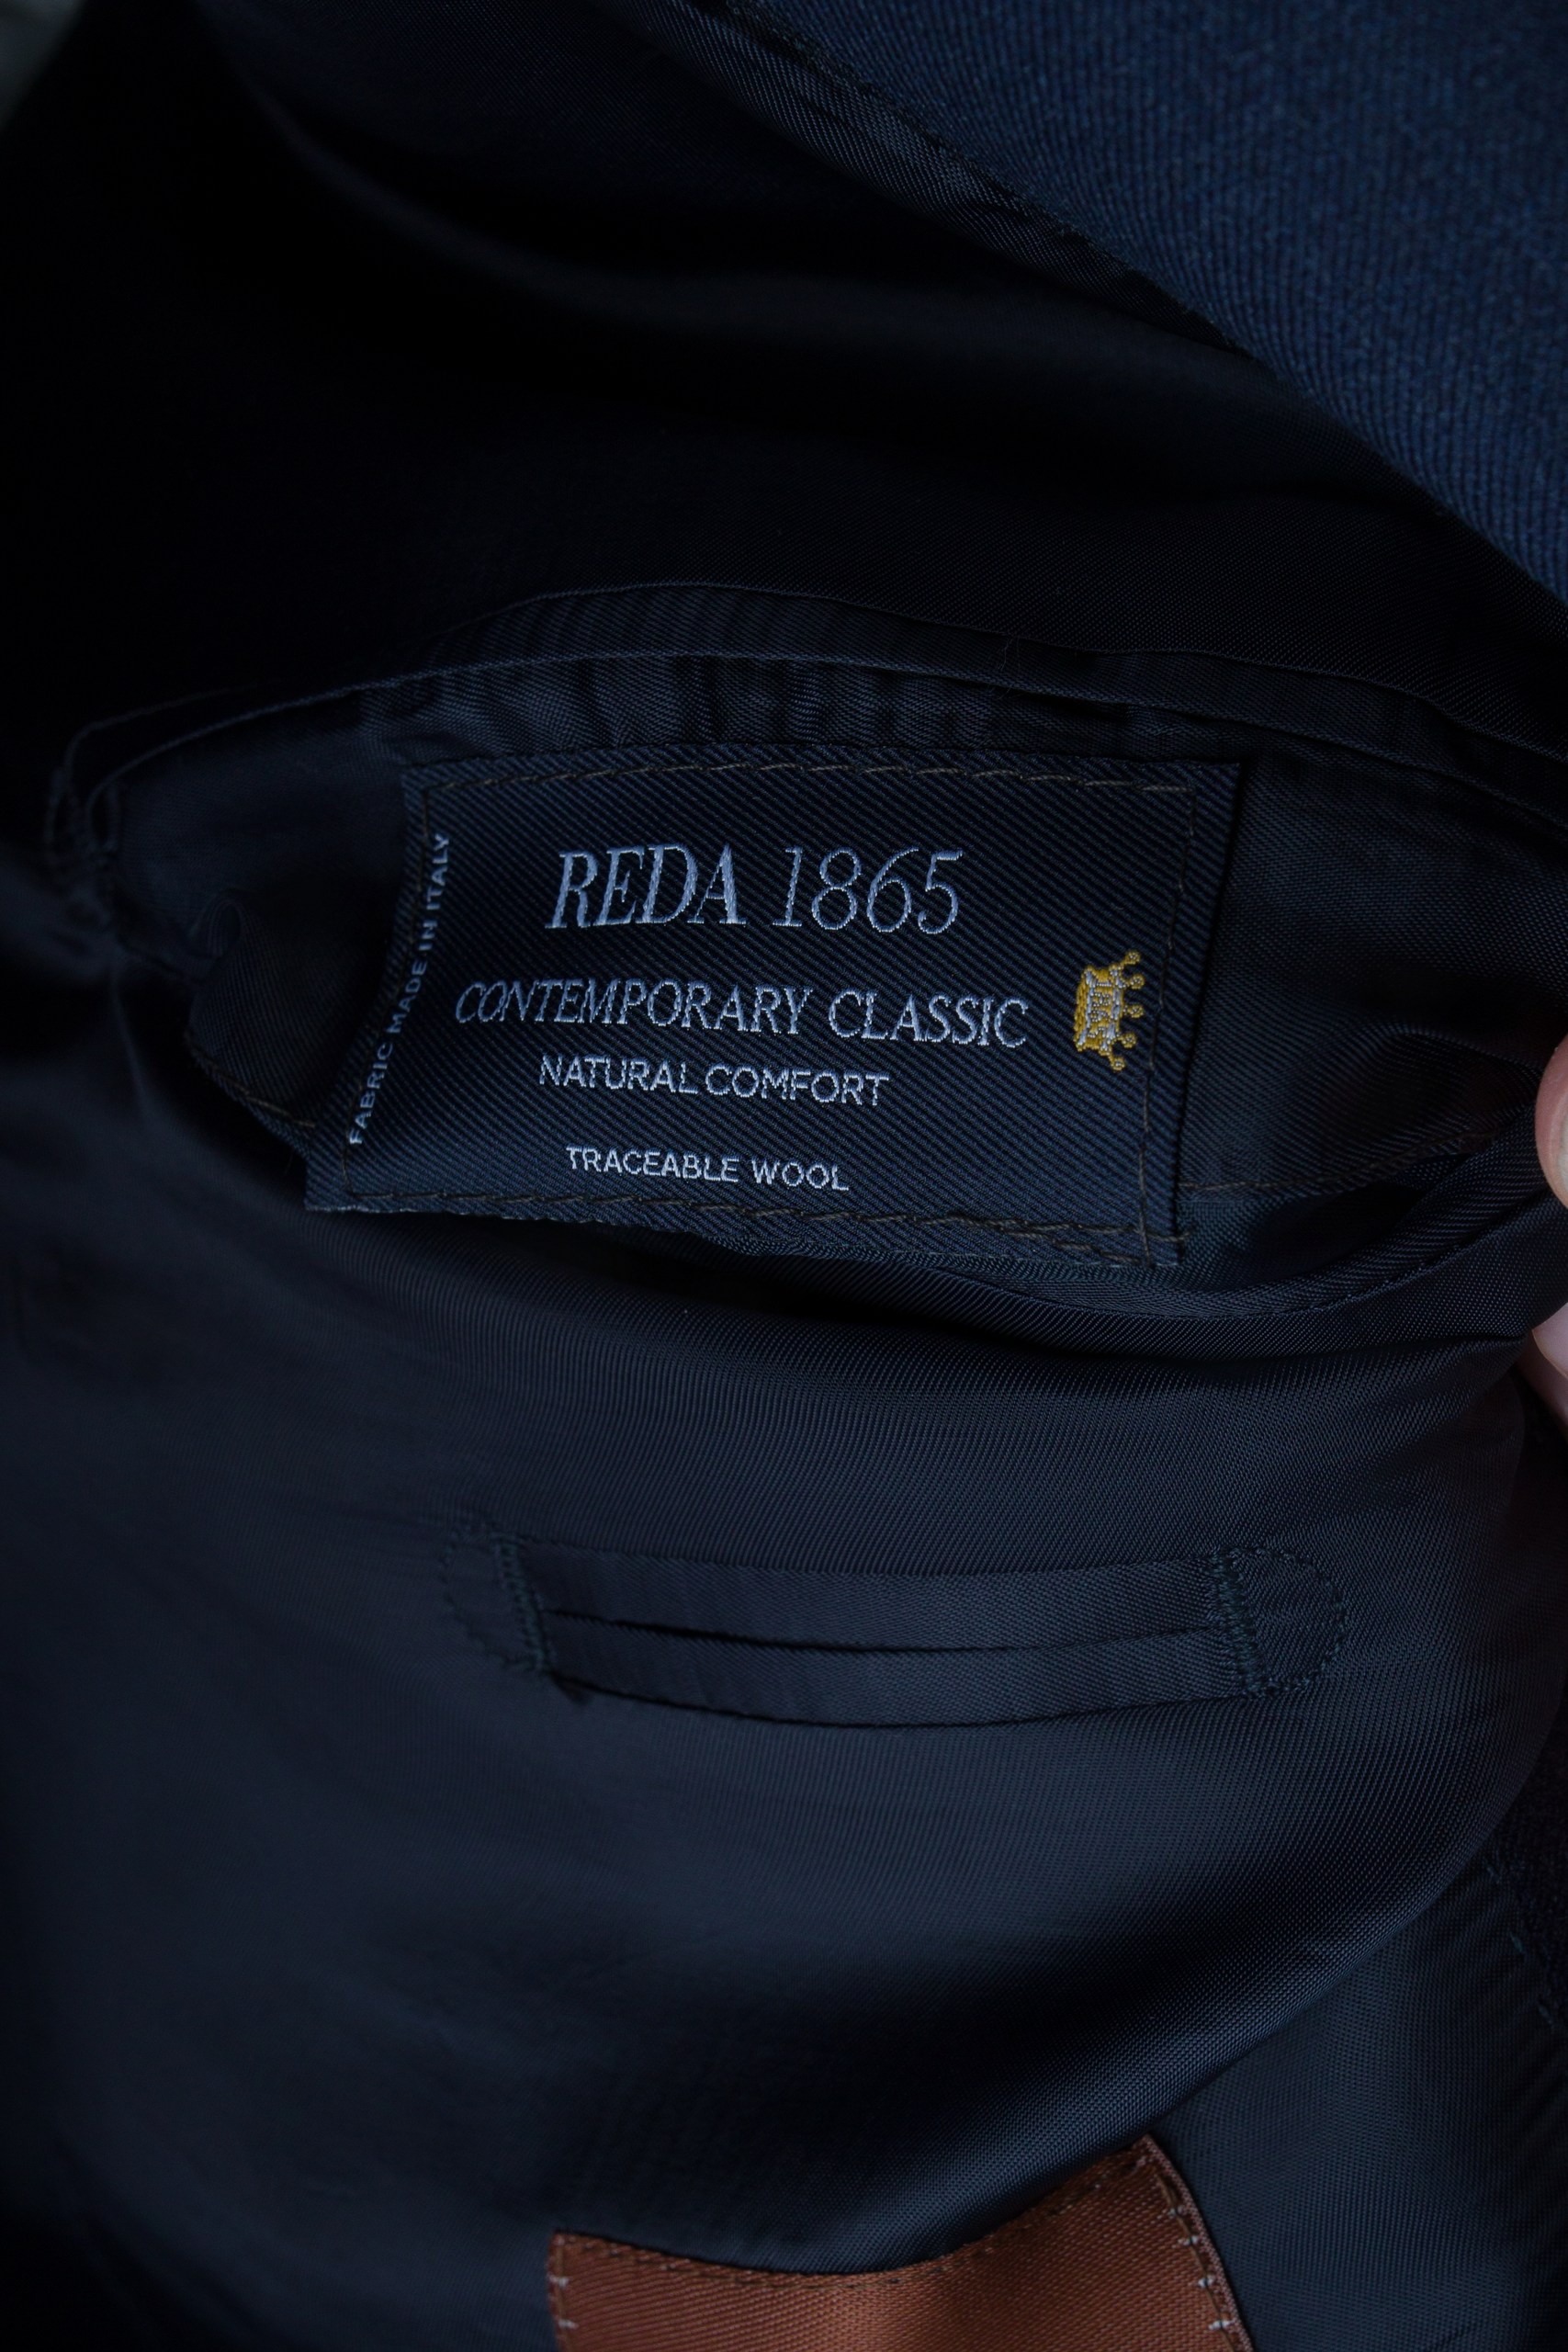 REDA 1865
CONTEMPORARY CLASSIC
NATURAL COMFORT
TRACEABLE WOOL
FABRIC MADE IN ITALY